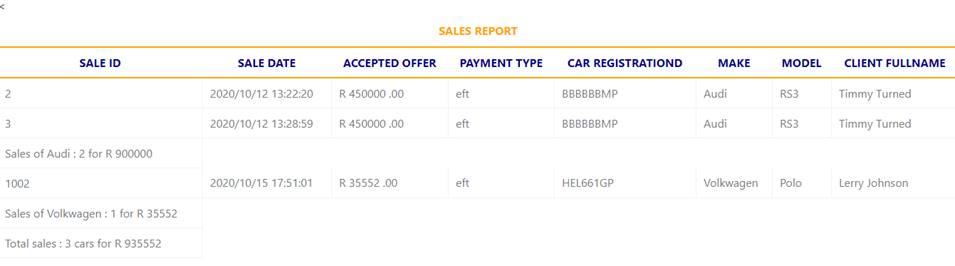 <
SALES REPORT
SALE ID SALE DATE ACCEPTED OFFER PAYMENT TYPE CAR REGISTRATIOND MAKE MODEL CLIENT FULLNAME
2 2020/10/12 13:22:20 R 450000 .00 eft BBBBBBMP Audi RS3 Timmy Turned
3 2020/10/12 13:28:59 R 450000 .00 eft BBBBBBMP Audi RS3 Timmy Turned
Sales of Audi : 2 for R 900000
1002 2020/10/15 17:51:01 R 35552 .00 eft HEL661GP Volkwagen Polo Lerry Johnson
Sales of Volkwagen : 1 for R 35552
Total sales : 3 cars for R 935552